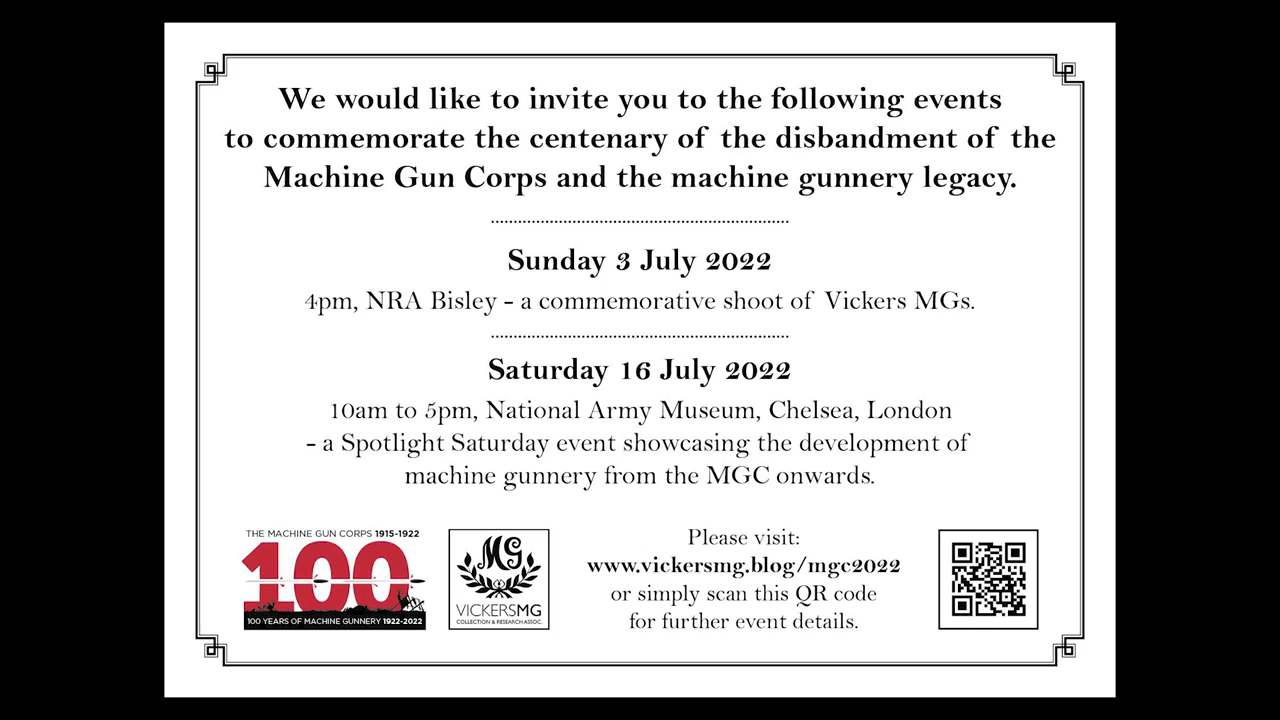 We would like to invite you to the following events
to commemorate the centenary of the disbandment of the
Machine Gun Corps and the machine gunnery legacy.
Sunday 3 July 2022
4pm, NRA Bisley - a commemorative shoot of Vickers MGs.
Saturday 16 July 2022
10am to 5pm, National Army Museum, Chelsea, London
- a Spotlight Saturday event showcasing the development of
machine gunnery from the MGC onwards.
THE MACHINE GUN CORPS 1915-1922
100
100 YEARS OF MACHINE GUNNERY 1922-2022
MG
VICKERSMG
COLLECTION & RESEARCH ASSOC.
Please visit:
www.vickersmg.blog/mgc2022
or simply scan this QR code
for further event details.